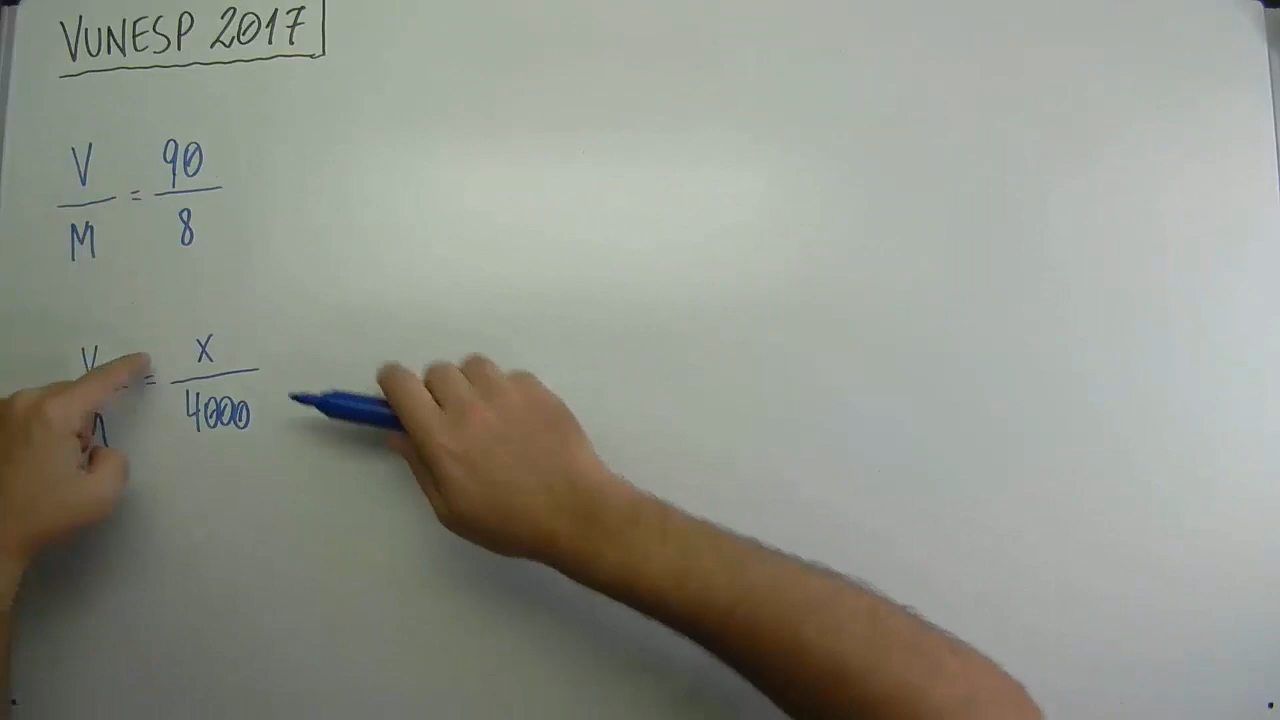 VUNESP 2017
V/M = 90/8
V = x/4000